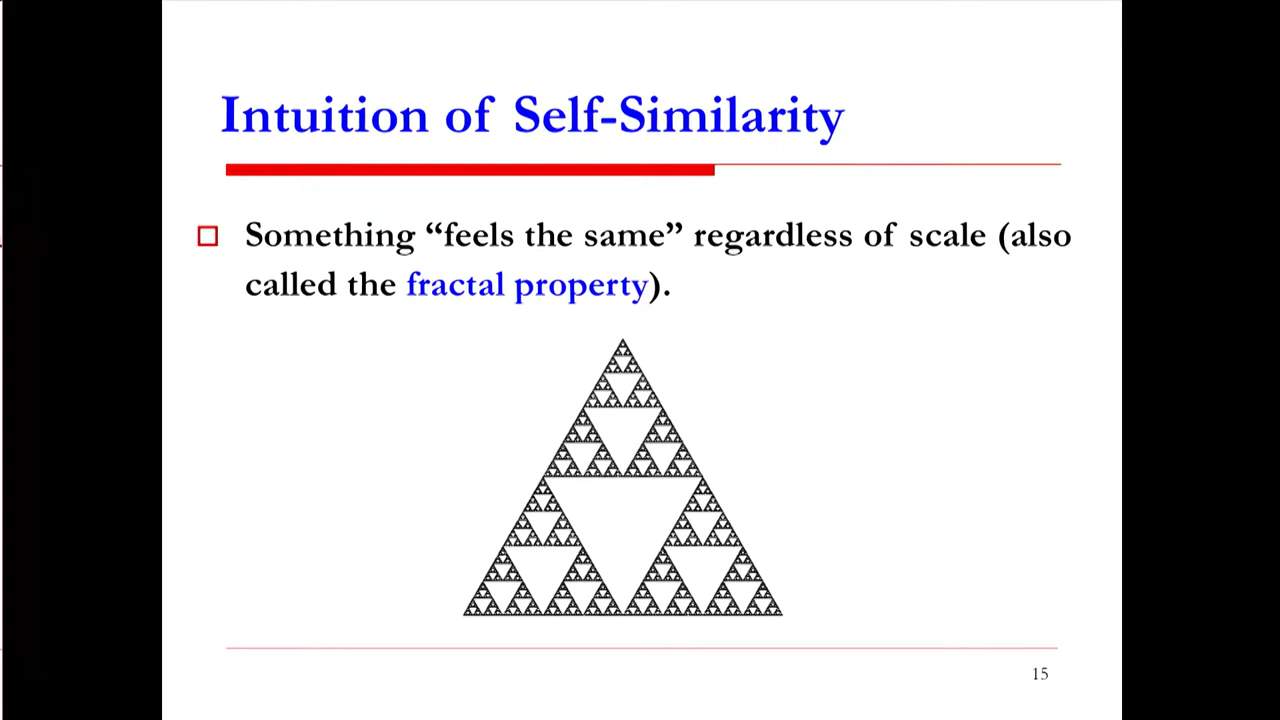 Intuition of Self-Similarity
Something “feels the same” regardless of scale (also
called the fractal property).
15